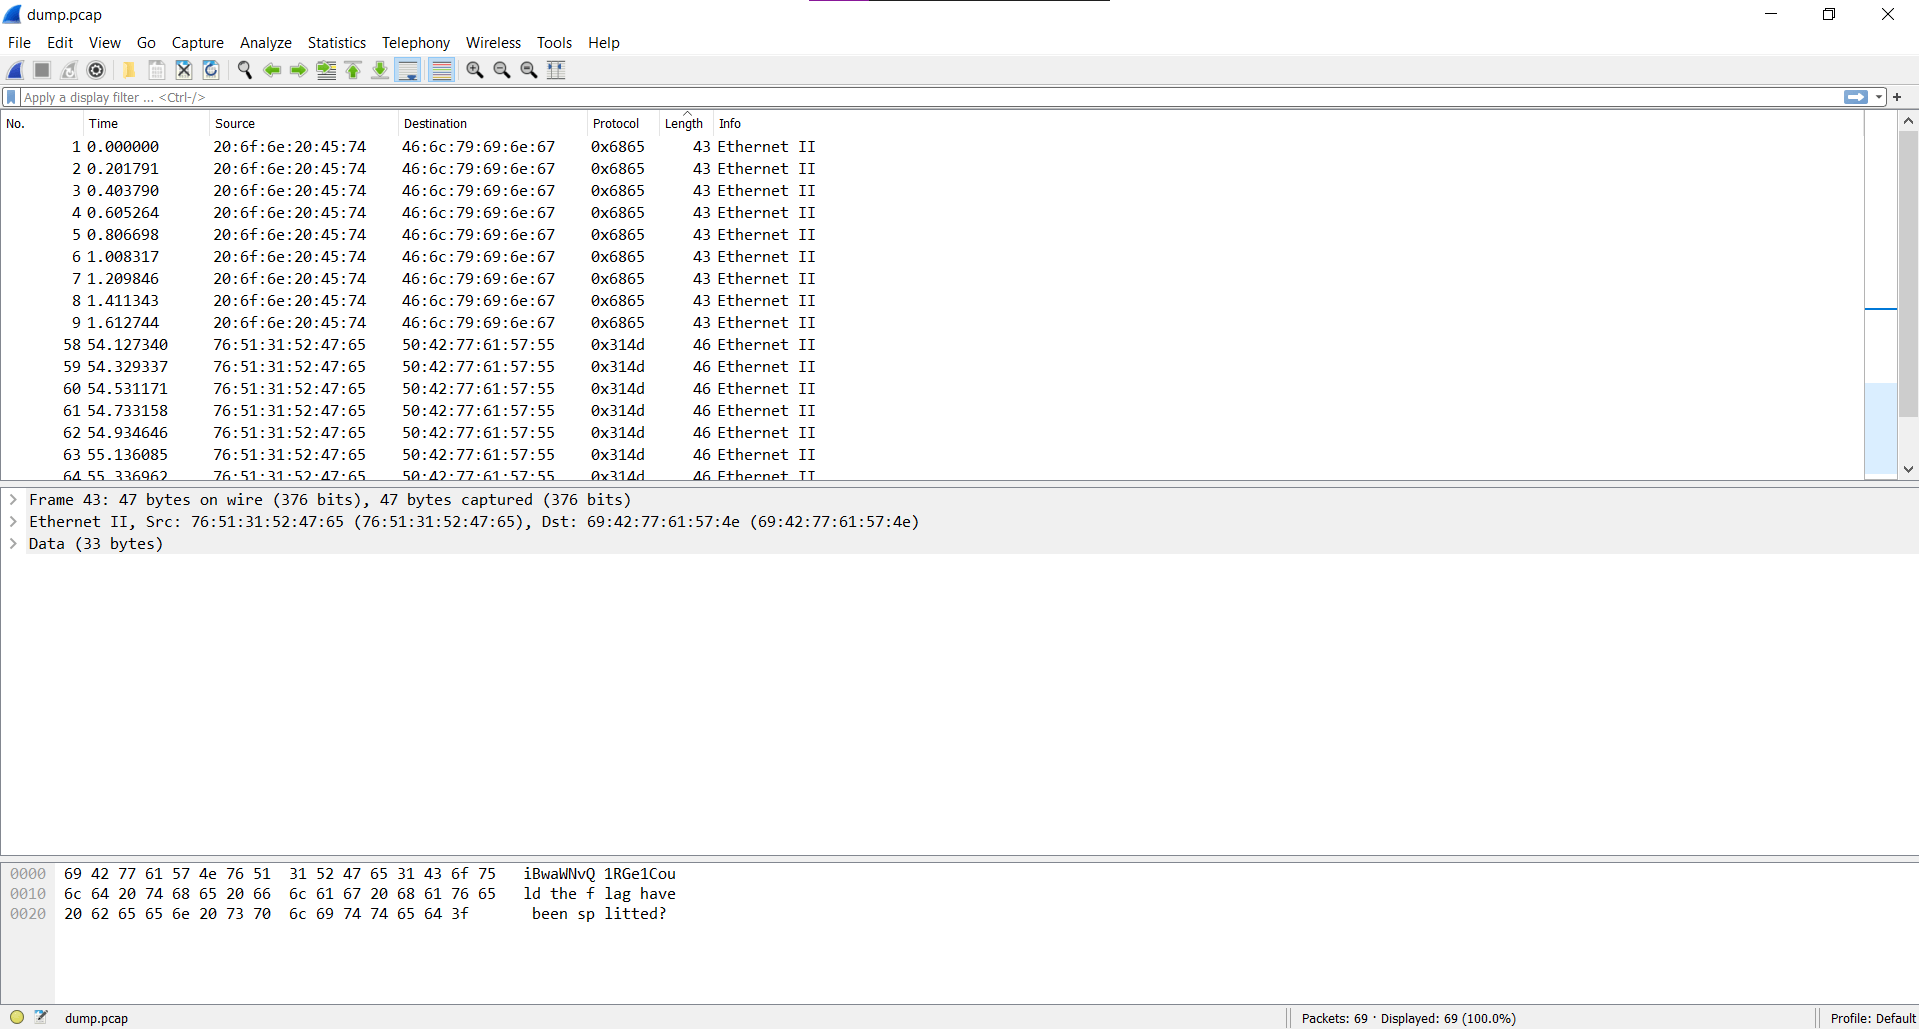 dump.pcap
File Edit View Go Capture Analyze Statistics Telephony Wireless Tools Help
Apply a display filter ... <Ctrl-/>
No. Time Source Destination Protocol Length Info
1 0.000000 20:6f:6e:20:45:74 46:6c:79:69:6e:67 0x6865 43 Ethernet II
2 0.201791 20:6f:6e:20:45:74 46:6c:79:69:6e:67 0x6865 43 Ethernet II
3 0.403790 20:6f:6e:20:45:74 46:6c:79:69:6e:67 0x6865 43 Ethernet II
4 0.605264 20:6f:6e:20:45:74 46:6c:79:69:6e:67 0x6865 43 Ethernet II
5 0.806698 20:6f:6e:20:45:74 46:6c:79:69:6e:67 0x6865 43 Ethernet II
6 1.008317 20:6f:6e:20:45:74 46:6c:79:69:6e:67 0x6865 43 Ethernet II
7 1.209846 20:6f:6e:20:45:74 46:6c:79:69:6e:67 0x6865 43 Ethernet II
8 1.411343 20:6f:6e:20:45:74 46:6c:79:69:6e:67 0x6865 43 Ethernet II
9 1.612744 20:6f:6e:20:45:74 46:6c:79:69:6e:67 0x6865 43 Ethernet II
58 54.127340 76:51:31:52:47:65 50:42:77:61:57:55 0x314d 46 Ethernet II
59 54.329337 76:51:31:52:47:65 50:42:77:61:57:55 0x314d 46 Ethernet II
60 54.531171 76:51:31:52:47:65 50:42:77:61:57:55 0x314d 46 Ethernet II
61 54.733158 76:51:31:52:47:65 50:42:77:61:57:55 0x314d 46 Ethernet II
62 54.934646 76:51:31:52:47:65 50:42:77:61:57:55 0x314d 46 Ethernet II
63 55.136085 76:51:31:52:47:65 50:42:77:61:57:55 0x314d 46 Ethernet II
64 55.336962 76:51:31:52:47:65 50:42:77:61:57:55 0x314d 46 Ethernet II
Frame 43: 47 bytes on wire (376 bits), 47 bytes captured (376 bits)
Ethernet II, Src: 76:51:31:52:47:65 (76:51:31:52:47:65), Dst: 69:42:77:61:57:4e (69:42:77:61:57:4e)
Data (33 bytes)
0000 69 42 77 61 57 4e 76 51 31 52 47 65 31 43 6f 75 iBwaWNvQ 1RGe1Cou
0010 6c 64 20 74 68 65 20 66 6c 61 67 20 68 61 76 65 ld the f lag have
0020 20 62 65 65 6e 20 73 70 6c 69 74 74 65 64 3f been sp litted?
dump.pcap Packets: 69 · Displayed: 69 (100.0%) Profile: Default